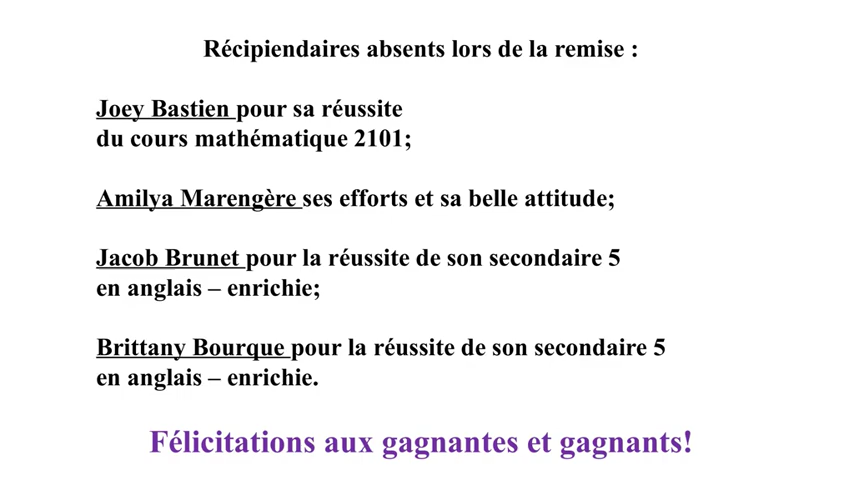 Récipiendaires absents lors de la remise :
Joey Bastien pour sa réussite
du cours mathématique 2101;
Amilya Marengère ses efforts et sa belle attitude;
Jacob Brunet pour la réussite de son secondaire 5
en anglais – enrichie;
Brittany Bourque pour la réussite de son secondaire 5
en anglais – enrichie.
Félicitations aux gagnantes et gagnants!